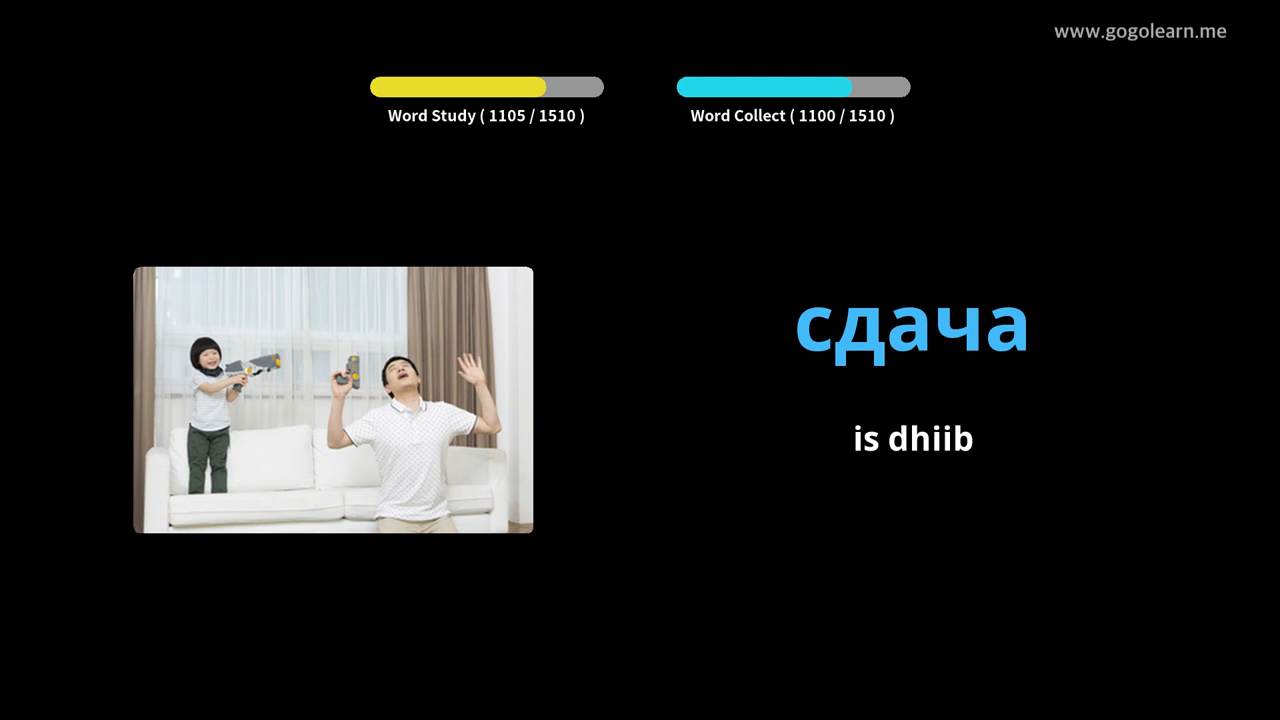 www.gogolearn.me
Word Study ( 1105 / 1510 )
Word Collect ( 1100 / 1510 )
сдача
is dhiib